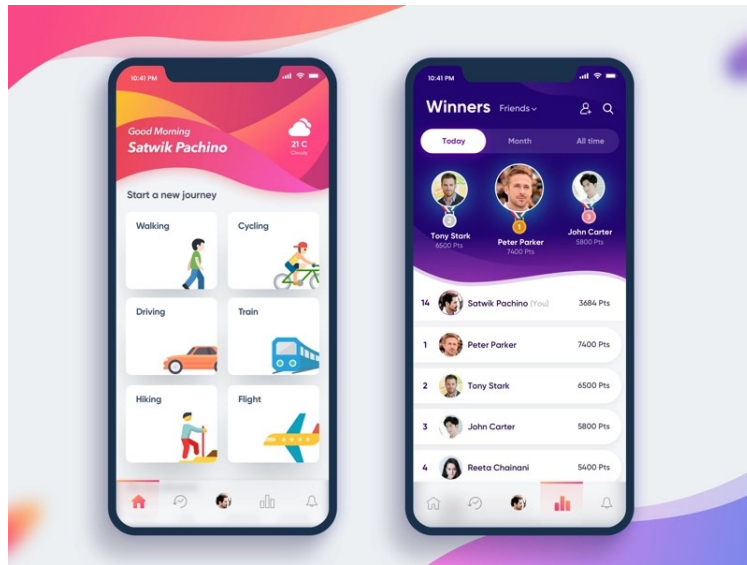 10:41 PM
Good Morning
Satwik Pachino
21 C
Cloudy
Start a new journey
Walking
Cycling
Driving
Train
Hiking
Flight
10:41 PM
Winners Friends
Today Month All time
2
1
3
Tony Stark
6500 Pts
Peter Parker
7400 Pts
John Carter
5800 Pts
14 Satwik Pachino (You) 3684 Pts
1 Peter Parker 7400 Pts
2 Tony Stark 6500 Pts
3 John Carter 5800 Pts
4 Reeta Chainani 5400 Pts